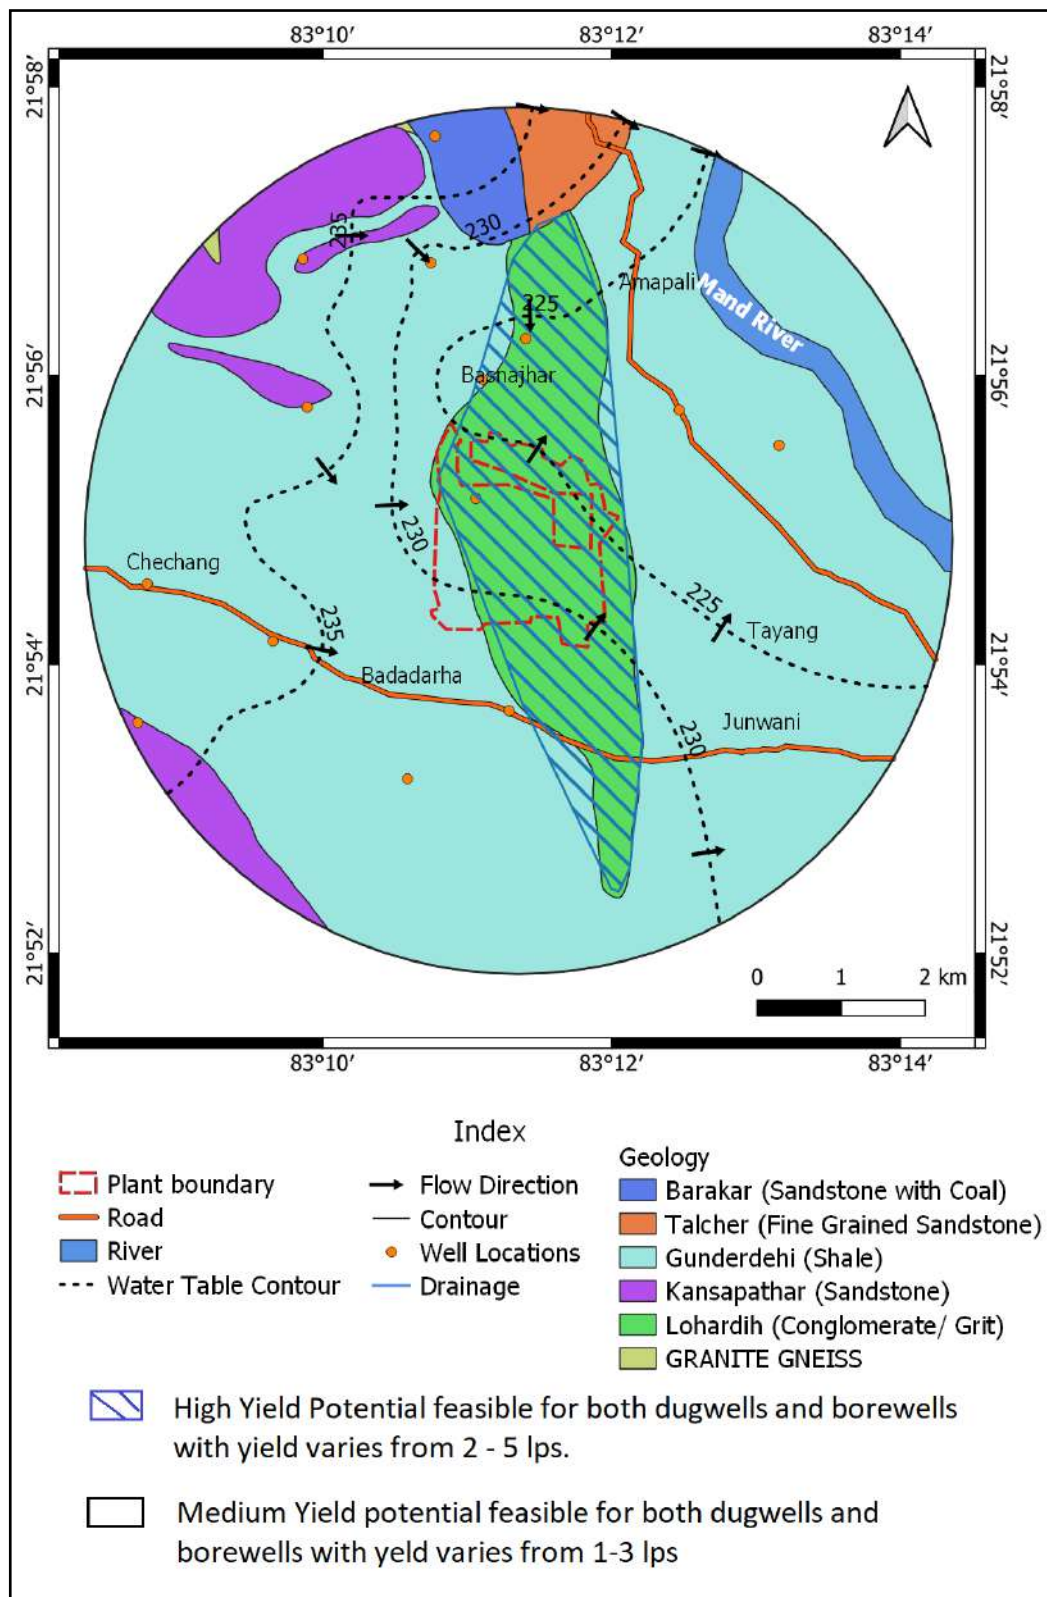 83°10′ 83°12′ 83°14′
21°58′ 21°58′
235
230
Amapali
Mand River
225
21°56′ 21°56′
Basnajhar
230
Chechang
225
235
Tayang
21°54′ 21°54′
Badadarha
Junwani
230
21°52′ 21°52′
0 1 2 km
83°10′ 83°12′ 83°14′
Index
Plant boundary
Road
River
Water Table Contour
Flow Direction
Contour
Well Locations
Drainage
Geology
Barakar (Sandstone with Coal)
Talcher (Fine Grained Sandstone)
Gunderdehi (Shale)
Kansapathar (Sandstone)
Lohardih (Conglomerate/ Grit)
GRANITE GNEISS
High Yield Potential feasible for both dugwells and borewells
with yield varies from 2 - 5 lps.
Medium Yield potential feasible for both dugwells and
borewells with yeld varies from 1-3 lps